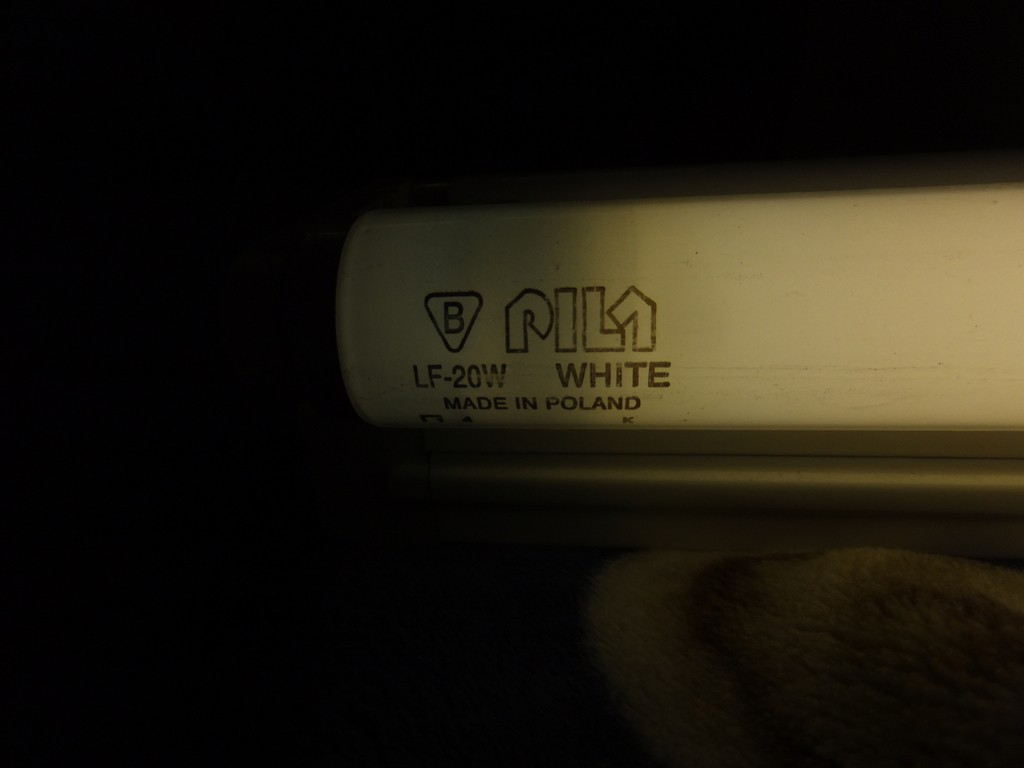 B PILA
LF-20W WHITE
MADE IN POLAND